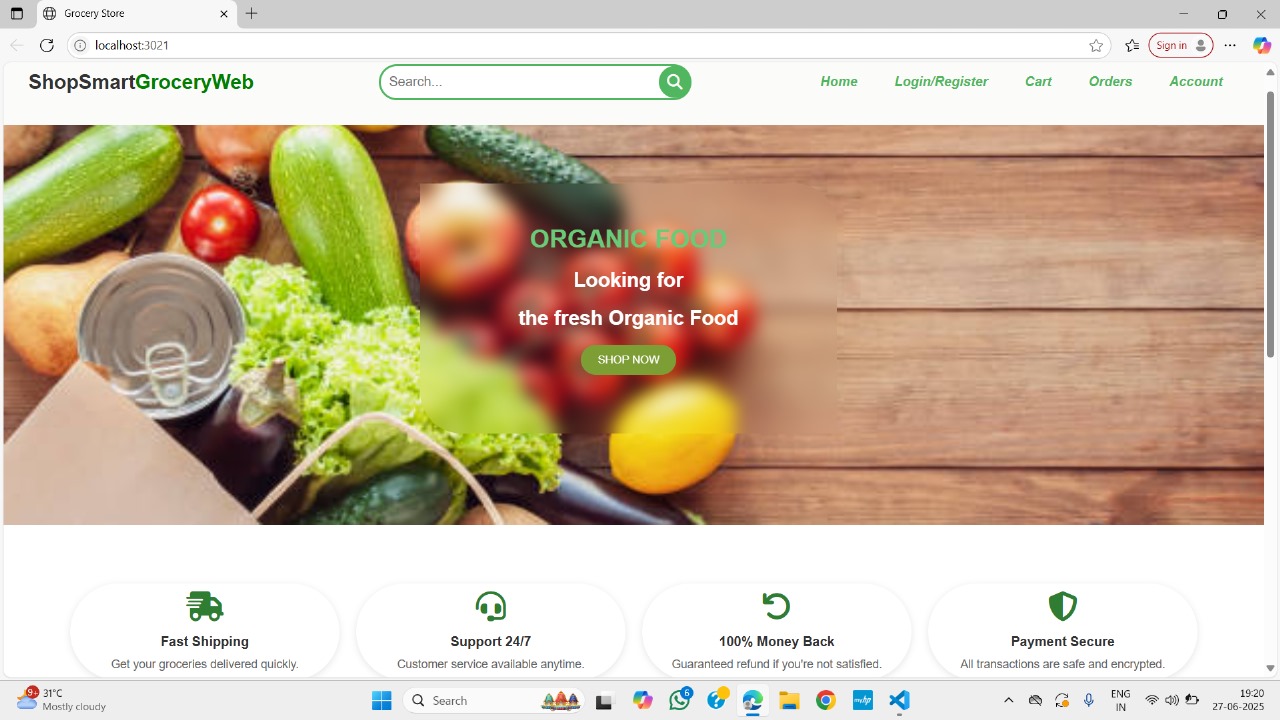 Grocery Store
localhost:3021
Sign in
ShopSmartGroceryWeb
Search...
Home Login/Register Cart Orders Account
ORGANIC FOOD
Looking for
the fresh Organic Food
SHOP NOW
Fast Shipping
Get your groceries delivered quickly.
Support 24/7
Customer service available anytime.
100% Money Back
Guaranteed refund if you're not satisfied.
Payment Secure
All transactions are safe and encrypted.
9+
31°C
Mostly cloudy
Search
6
myhp
ENG
IN
19:20
27-06-2025